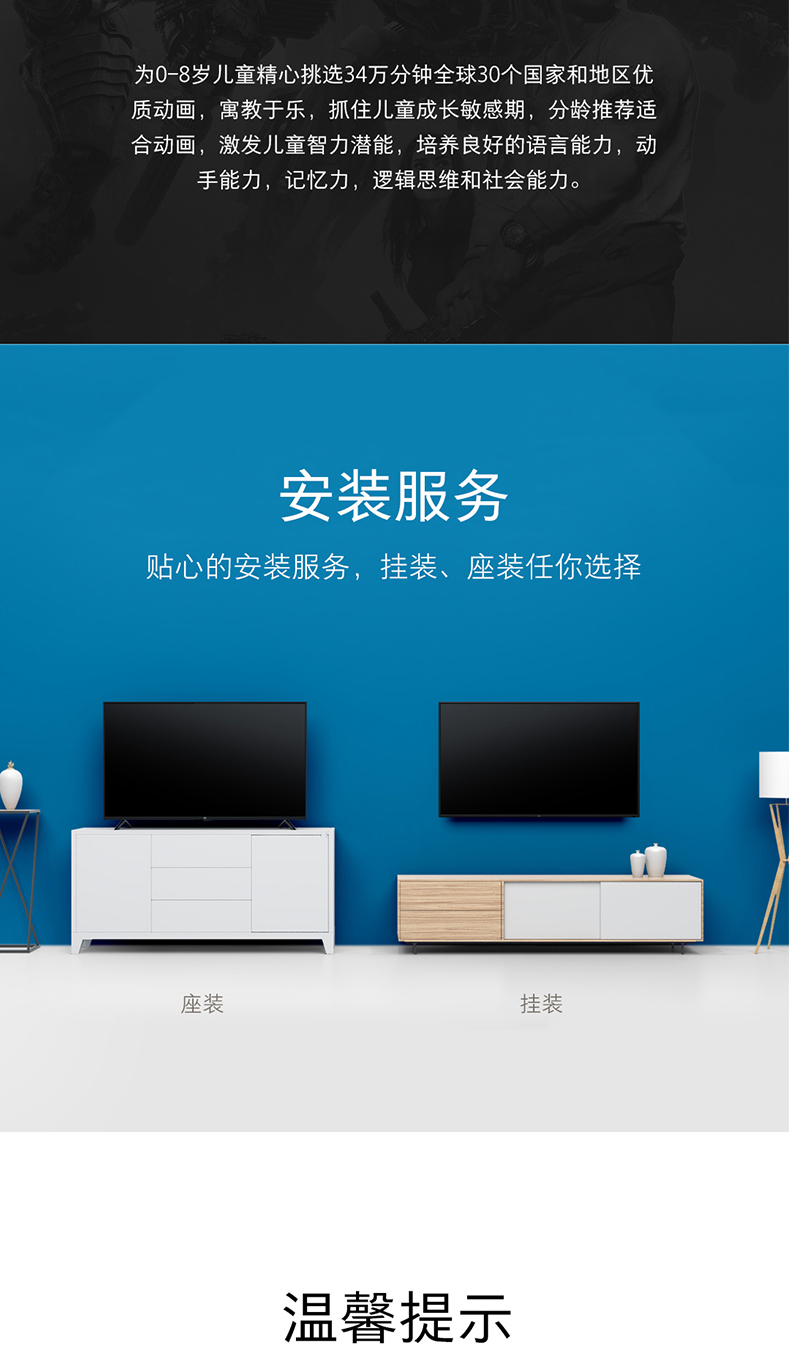 为0-8岁儿童精心挑选34万分钟全球30个国家和地区优
质动画，寓教于乐，抓住儿童成长敏感期，分龄推荐适
合动画，激发儿童智力潜能，培养良好的语言能力，动
手能力，记忆力，逻辑思维和社会能力。
安装服务
贴心的安装服务，挂装、座装任你选择
座装
挂装
温馨提示